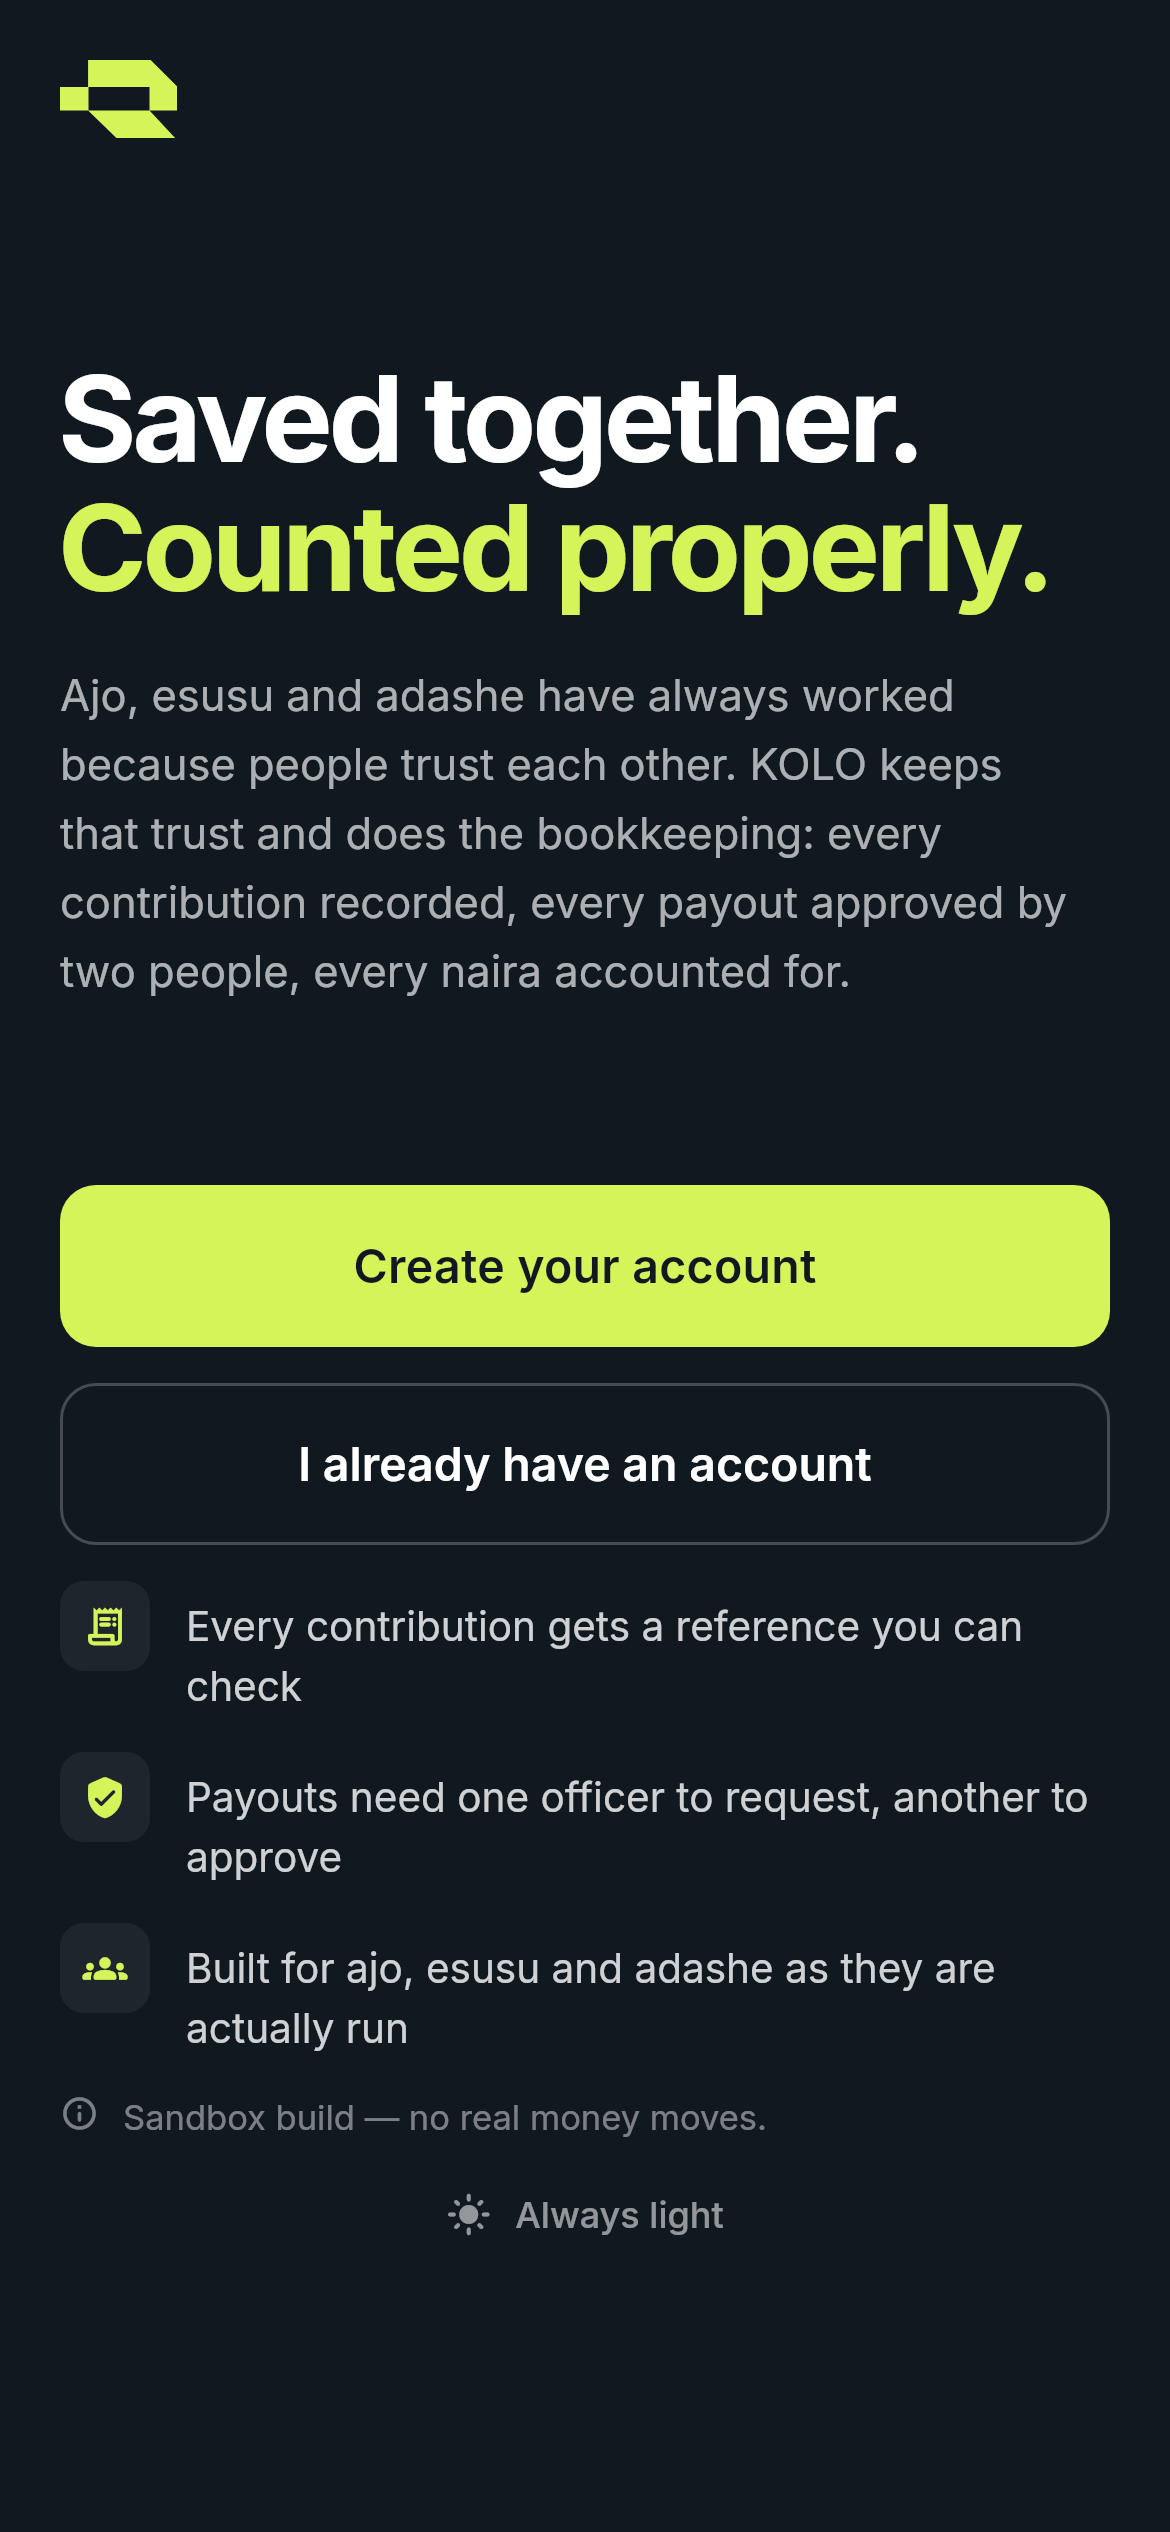 Saved together.
Counted properly.
Ajo, esusu and adashe have always worked
because people trust each other. KOLO keeps
that trust and does the bookkeeping: every
contribution recorded, every payout approved by
two people, every naira accounted for.
Create your account
I already have an account
Every contribution gets a reference you can
check
Payouts need one officer to request, another to
approve
Built for ajo, esusu and adashe as they are
actually run
Sandbox build — no real money moves.
Always light